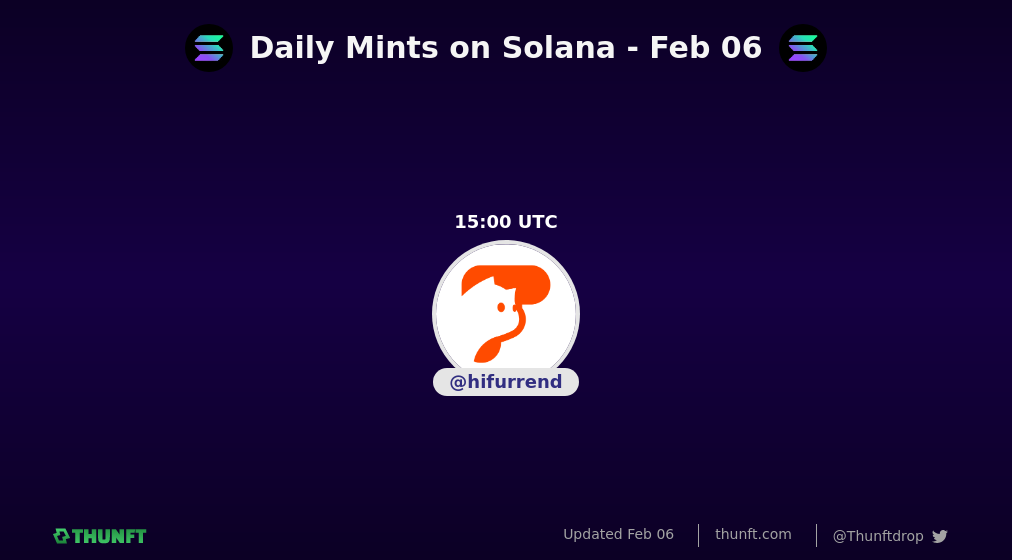 Daily Mints on Solana - Feb 06
15:00 UTC
@hifurrend
THUNFT
Updated Feb 06
thunft.com
@Thunftdrop